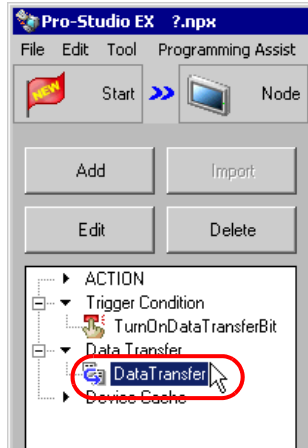 Pro-Studio EX ?.npx
File Edit Tool Programming Assist
NEW Start Node
Add Import
Edit Delete
ACTION
Trigger Condition
TurnOnDataTransferBit
Data Transfer
DataTransfer
Device Cache